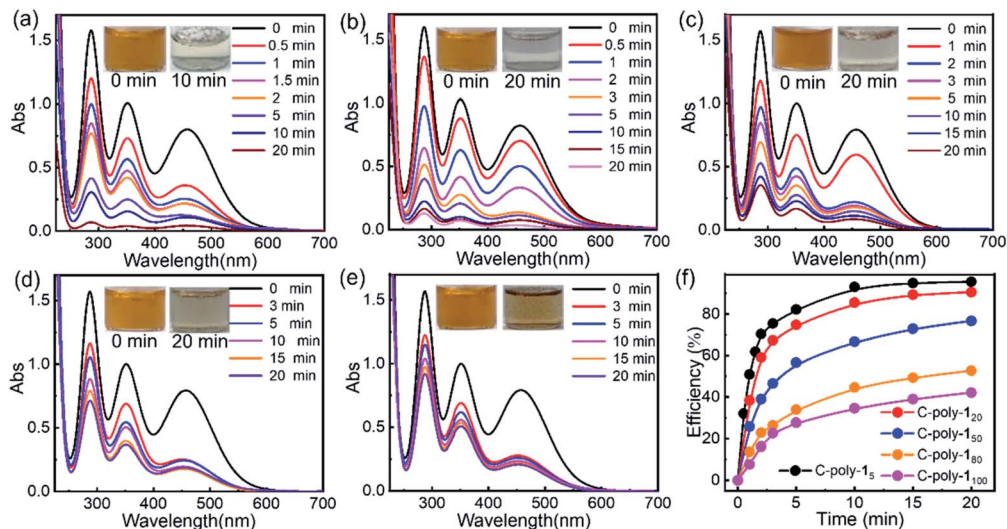 (a)
Abs
1.5
1.0
0.5
0.0
300
400
500
600
700
Wavelength(nm)
0 min
10 min
0 min
0.5 min
1 min
1.5 min
2 min
5 min
10 min
20 min
(b)
Abs
1.5
1.0
0.5
0.0
300
400
500
600
700
Wavelength(nm)
0 min
20 min
0 min
0.5 min
1 min
2 min
3 min
5 min
10 min
15 min
20 min
(c)
Abs
1.5
1.0
0.5
0.0
300
400
500
600
700
Wavelength(nm)
0 min
20 min
0 min
1 min
2 min
3 min
5 min
10 min
15 min
20 min
(d)
Abs
1.5
1.0
0.5
0.0
300
400
500
600
700
Wavelength(nm)
0 min
20 min
0 min
3 min
5 min
10 min
15 min
20 min
(e)
Abs
1.5
1.0
0.5
0.0
300
400
500
600
700
Wavelength(nm)
0 min
20 min
0 min
3 min
5 min
10 min
15 min
20 min
(f)
Efficiency (%)
80
60
40
20
0
0
5
10
15
20
Time (min)
C-poly-1₅
C-poly-1₂₀
C-poly-1₅₀
C-poly-1₈₀
C-poly-1₁₀₀